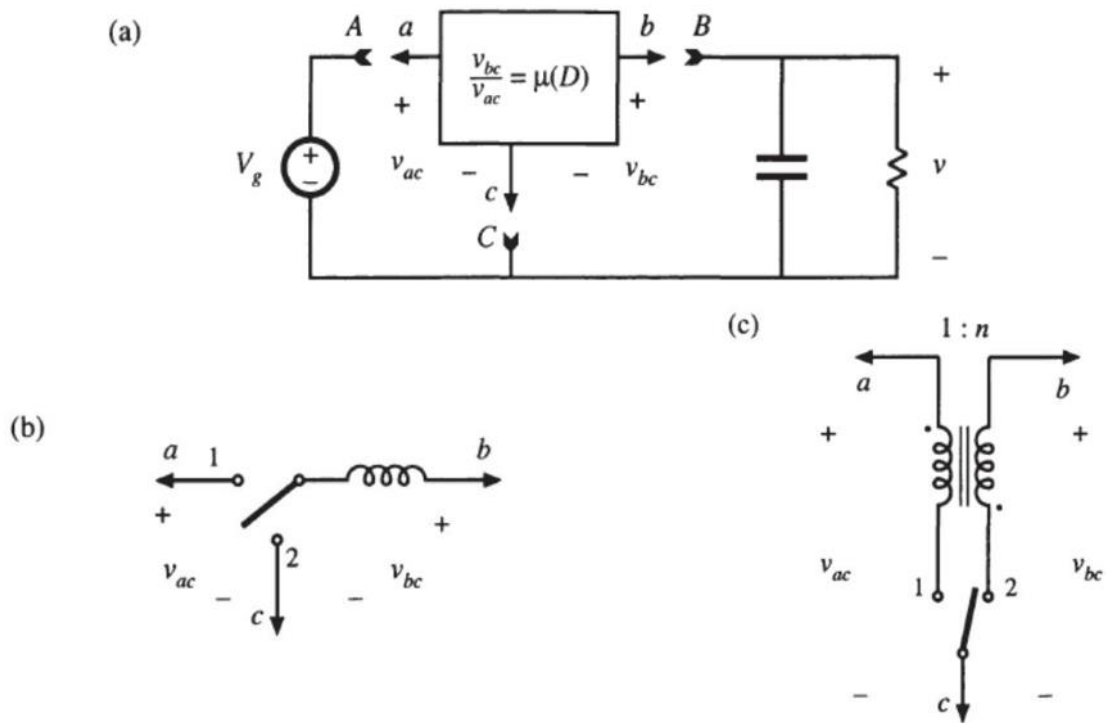 (a)
A a b B
v_bc / v_ac = μ(D)
+ + +
V_g + −
v_ac − − v_bc v
c
C
−
(c)
1 : n
a b
+ +
v_ac v_bc
1 2
− c −
(b)
a 1 b
+ +
2
v_ac − − v_bc
c